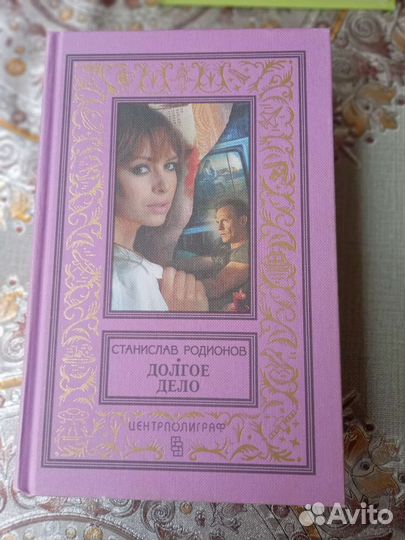 СТАНИСЛАВ РОДИОНОВ
ДОЛГОЕ
ДЕЛО
ЦЕНТРПОЛИГРАФ
Avito